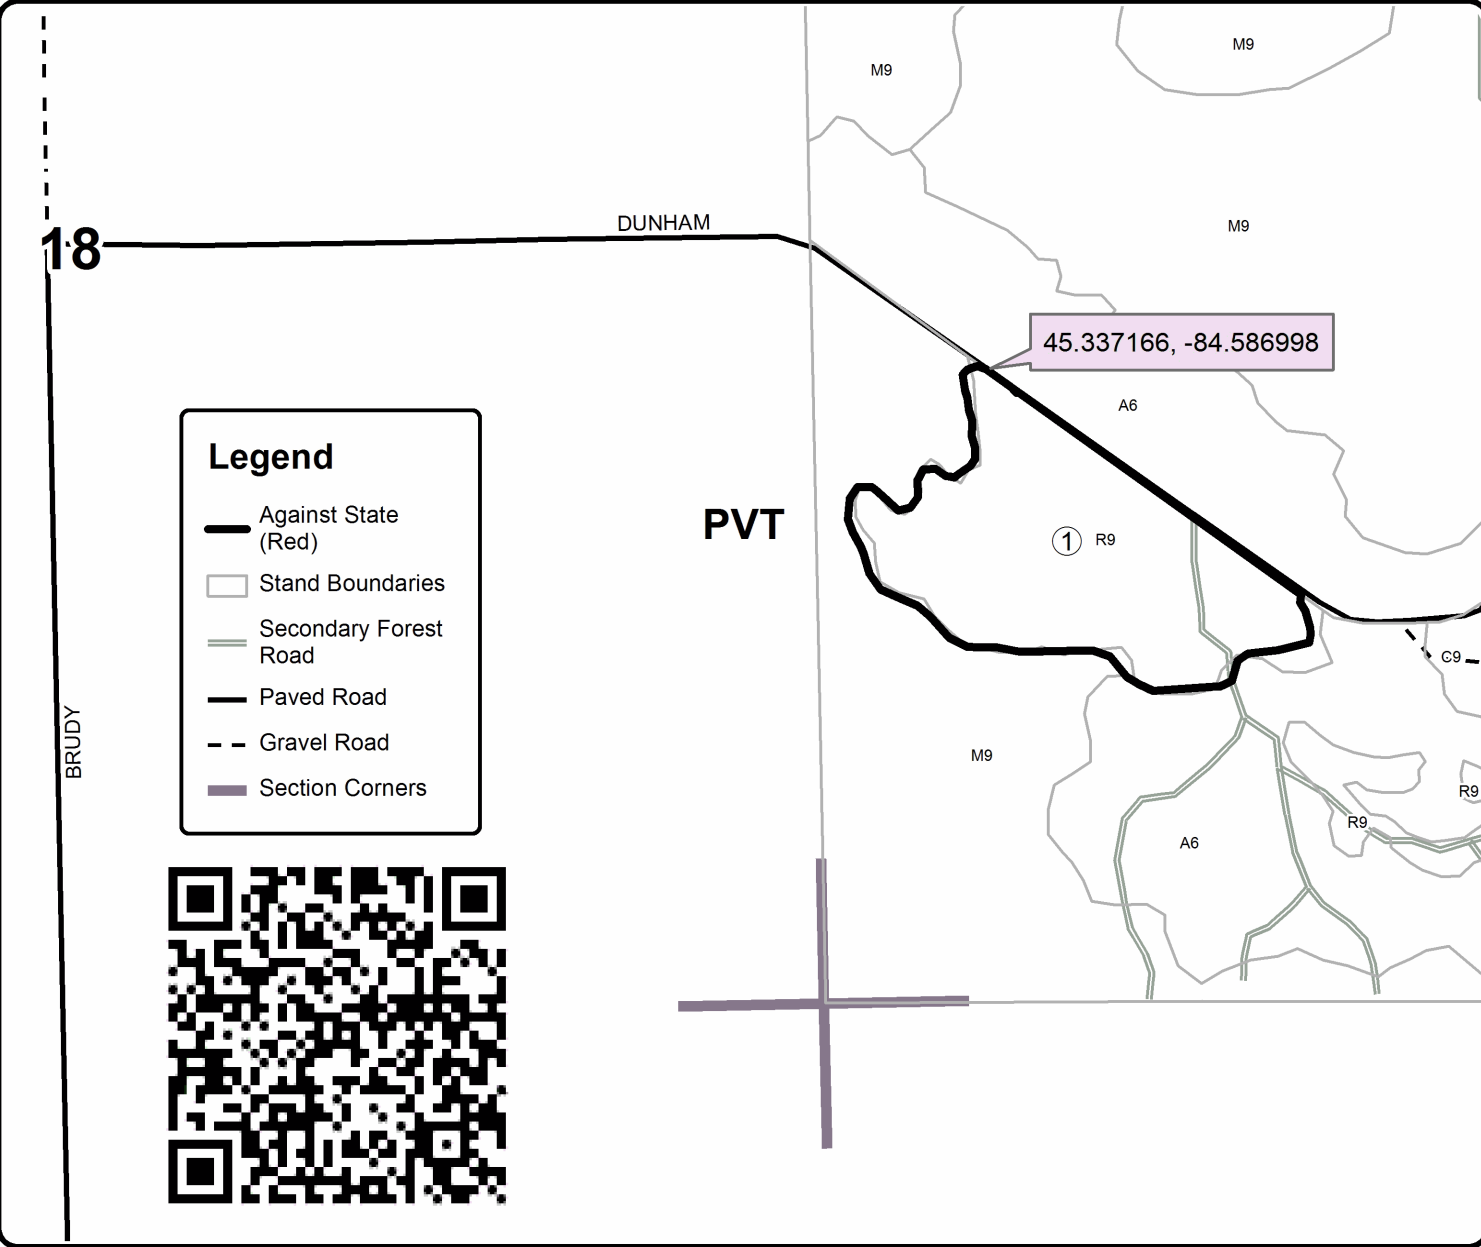 M9
M9
DUNHAM
M9
18
45.337166, -84.586998
A6
Legend
Against State
(Red)
Stand Boundaries
Secondary Forest
Road
Paved Road
Gravel Road
Section Corners
PVT
1 R9
C9
BRUDY
M9
R9
R9
A6